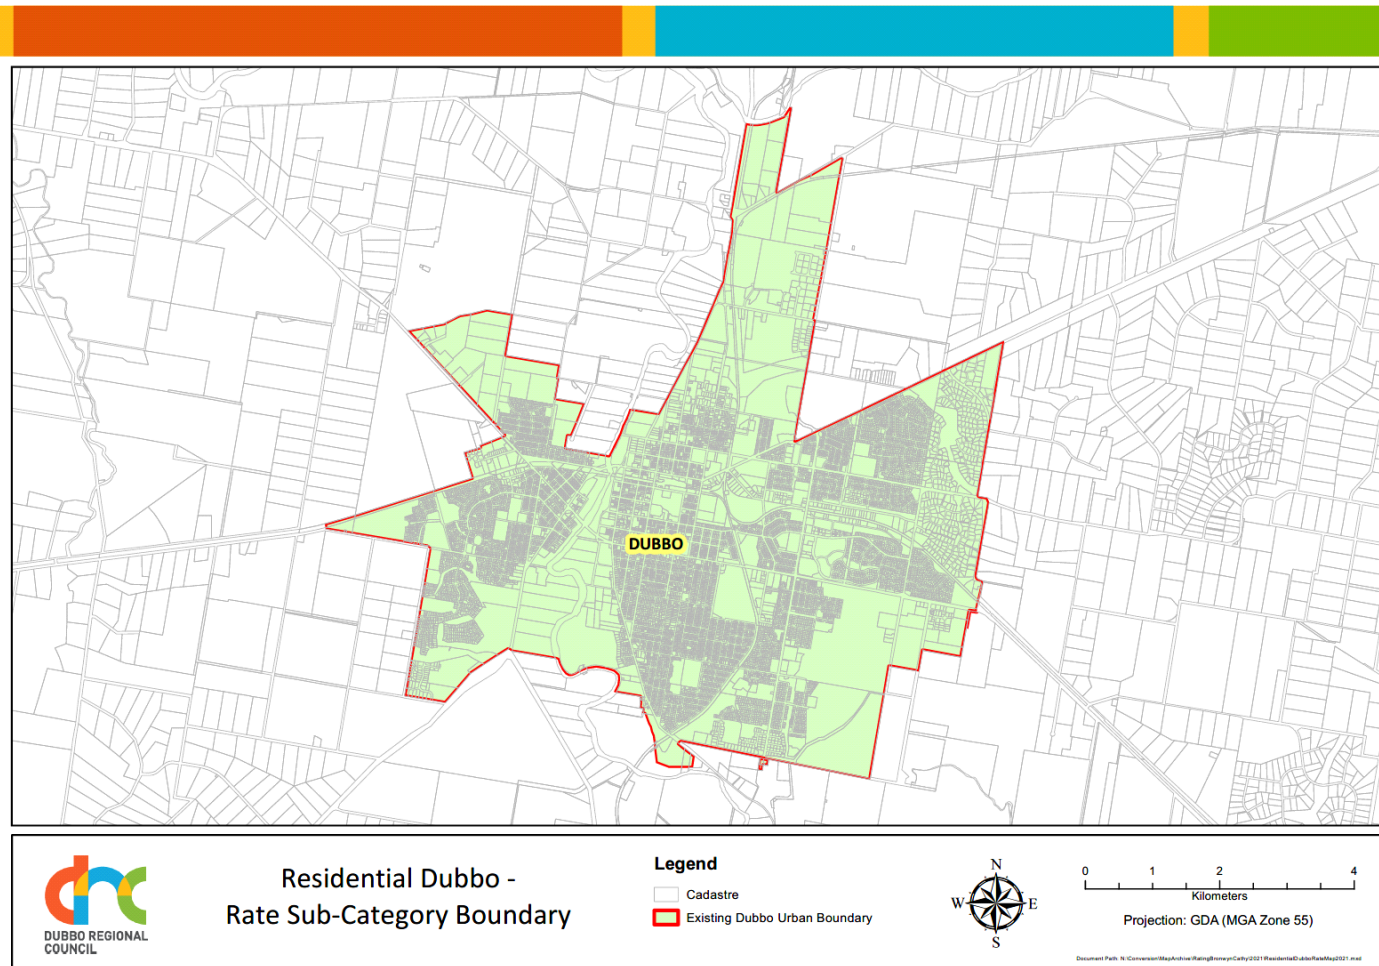 DUBBO
DUBBO REGIONAL
COUNCIL
Residential Dubbo -
Rate Sub-Category Boundary
Legend
Cadastre
Existing Dubbo Urban Boundary
N
W E
S
0 1 2 4
Kilometers
Projection: GDA (MGA Zone 55)